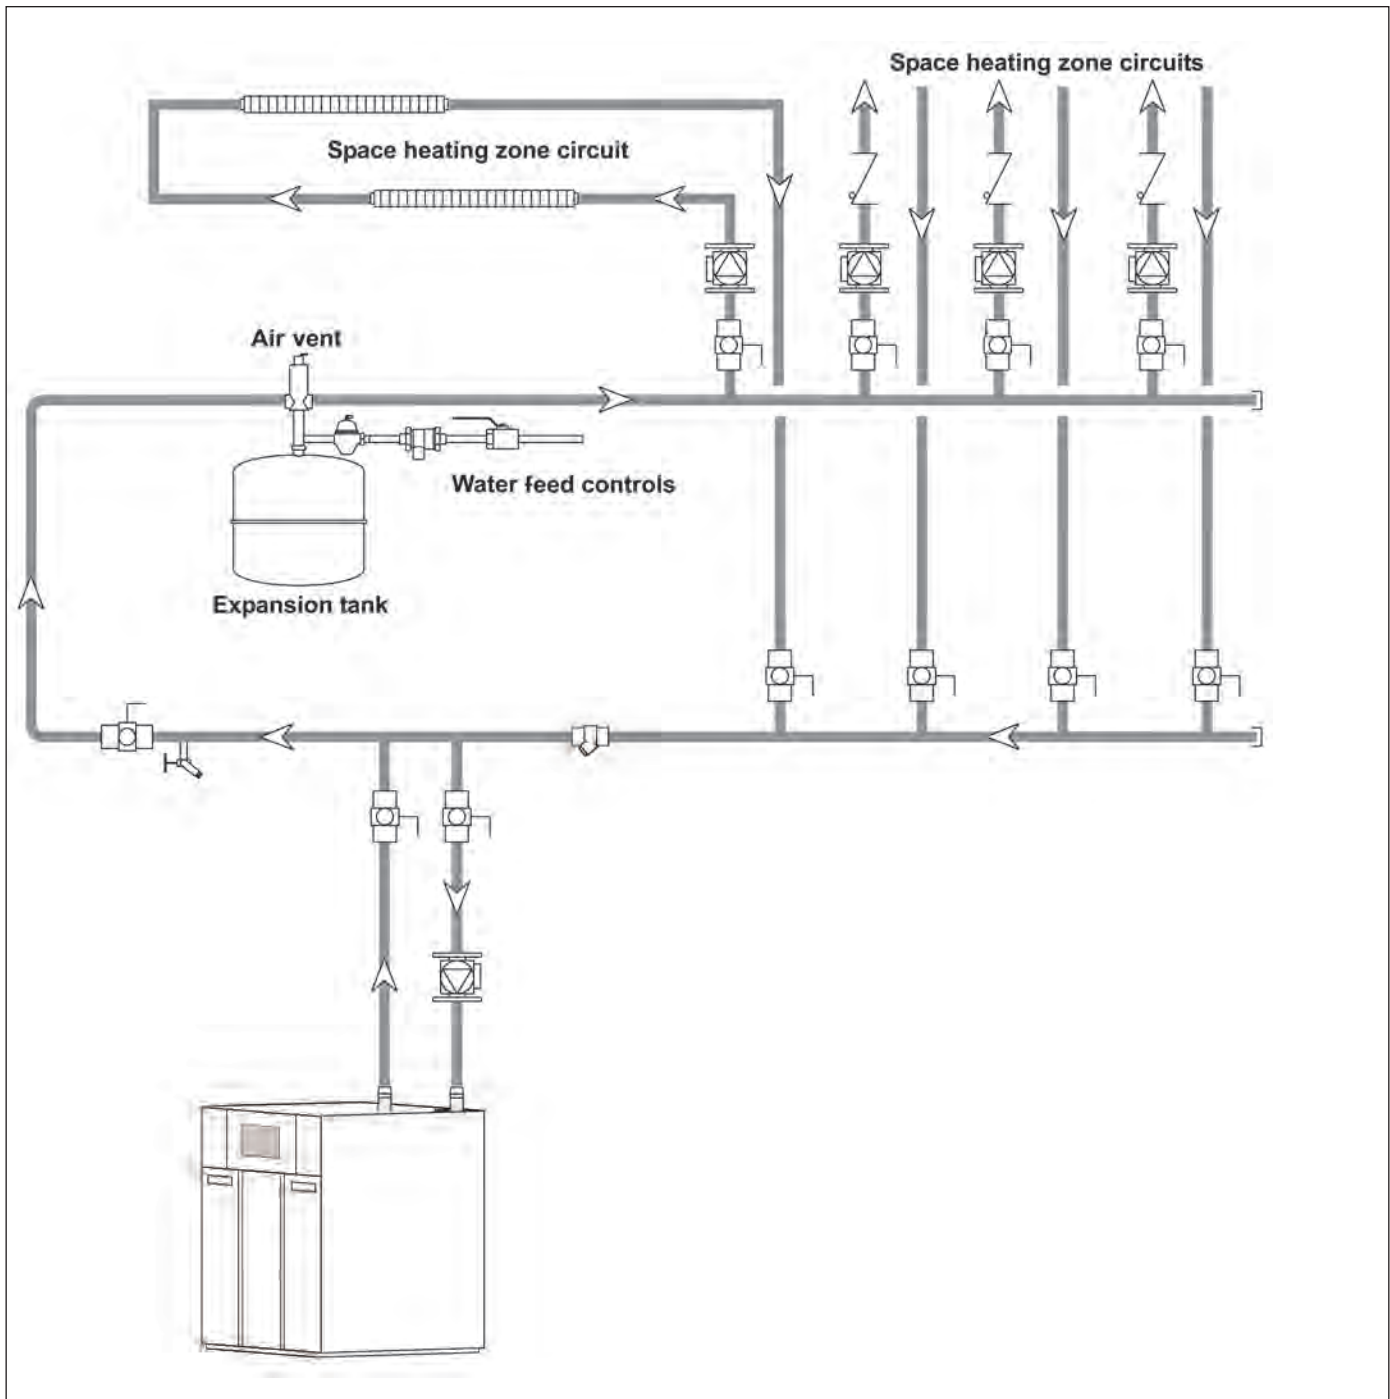 Space heating zone circuits
Space heating zone circuit
Air vent
Water feed controls
Expansion tank